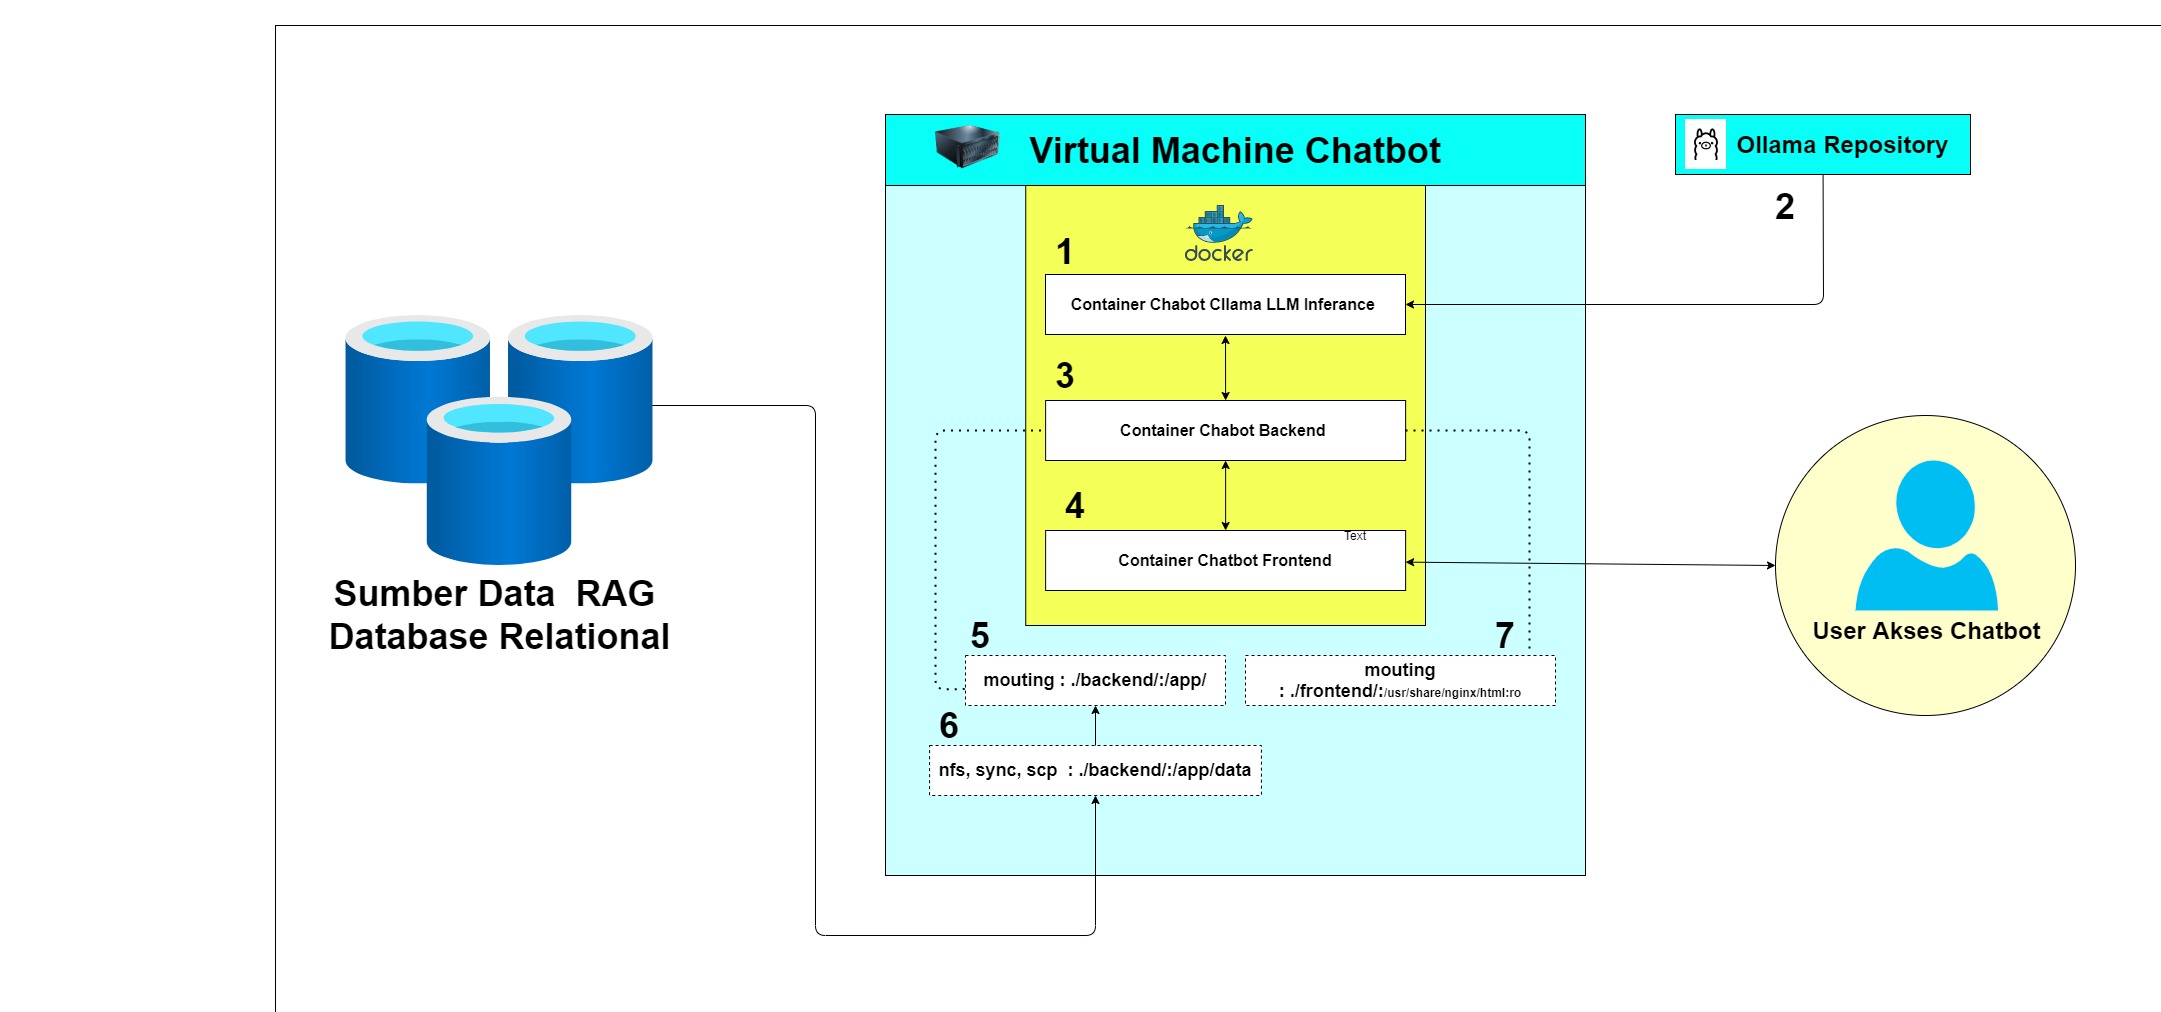 Virtual Machine Chatbot
Ollama Repository
2
docker
1
Container Chabot Cllama LLM Inferance
3
Container Chabot Backend
4
Text
Container Chatbot Frontend
Sumber Data  RAG
Database Relational
User Akses Chatbot
5
mouting : ./backend/:/app/
7
mouting
: ./frontend/:/usr/share/nginx/html:ro
6
nfs, sync, scp  : ./backend/:/app/data